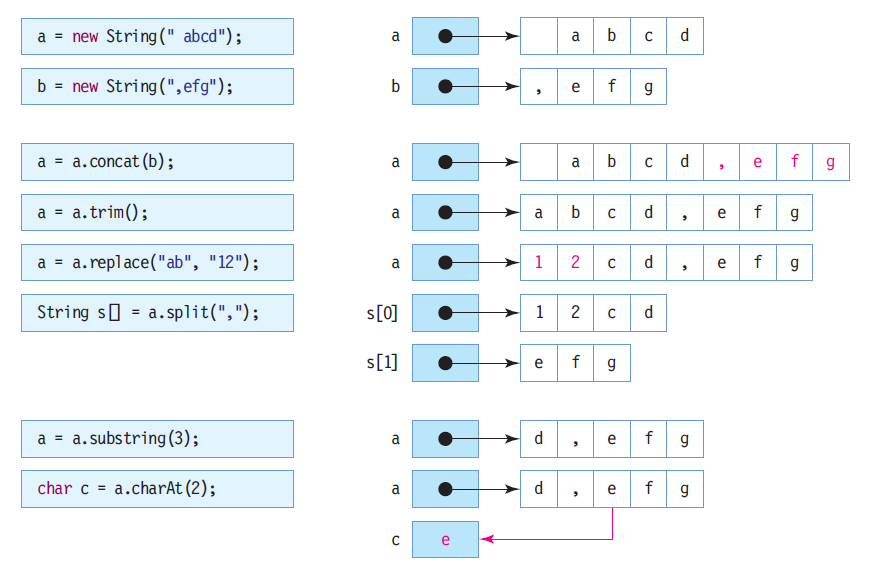 a = new String(" abcd"); a a b c d
b = new String(",efg"); b , e f g
a = a.concat(b); a a b c d , e f g
a = a.trim(); a a b c d , e f g
a = a.replace("ab", "12"); a 1 2 c d , e f g
String s[] = a.split(","); s[0] 1 2 c d
s[1] e f g
a = a.substring(3); a d , e f g
char c = a.charAt(2); a d , e f g
c e